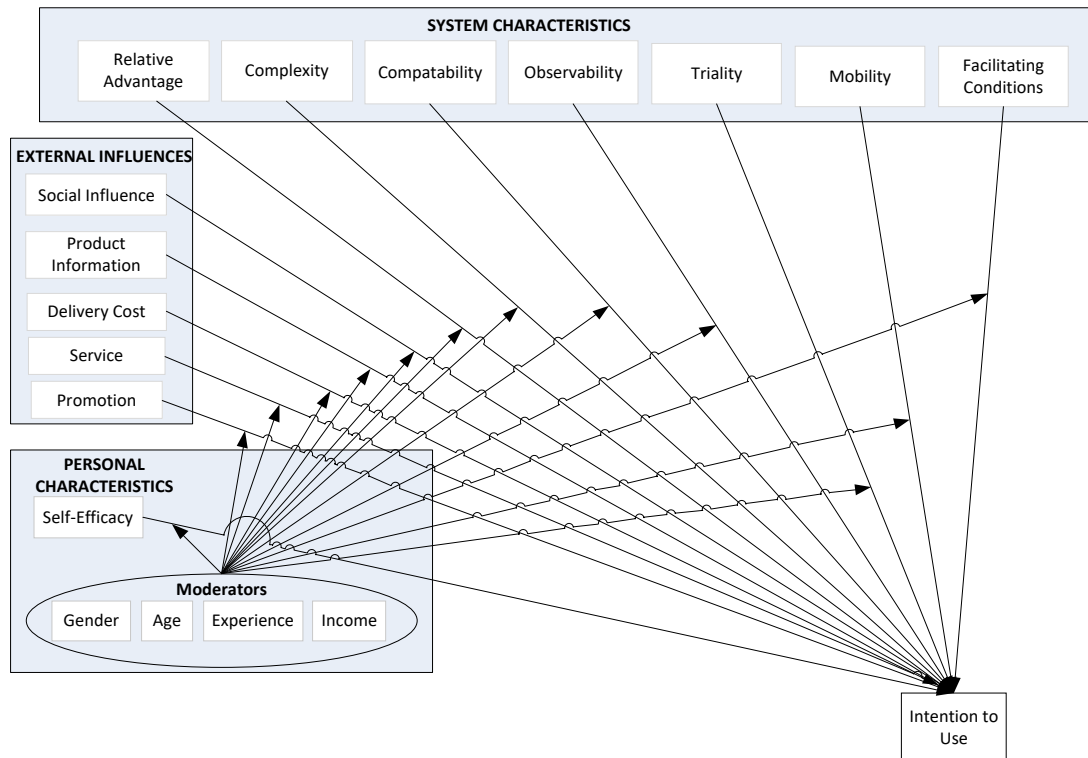 SYSTEM CHARACTERISTICS
Relative
Advantage
Complexity
Compatability
Observability
Triality
Mobility
Facilitating
Conditions
EXTERNAL INFLUENCES
Social Influence
Product
Information
Delivery Cost
Service
Promotion
PERSONAL
CHARACTERISTICS
Self-Efficacy
Moderators
Gender
Age
Experience
Income
Intention to
Use